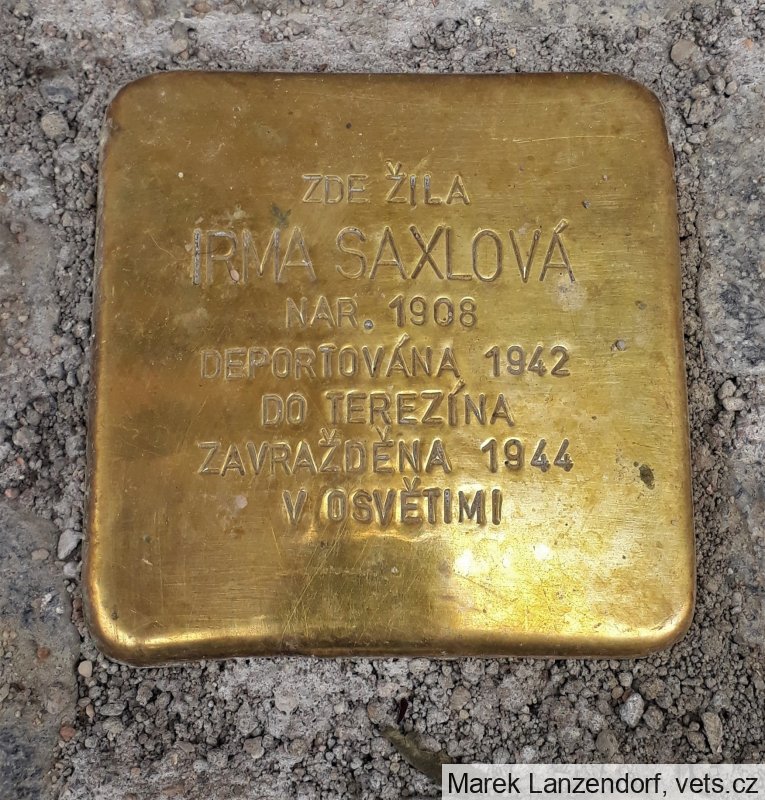 ZDE ŽILA
IRMA SAXLOVÁ
NAR. 1908
DEPORTOVÁNA 1942
DO TEREZÍNA
ZAVRAŽDĚNA 1944
V OSVĚTIMI
Marek Lanzendorf, vets.cz